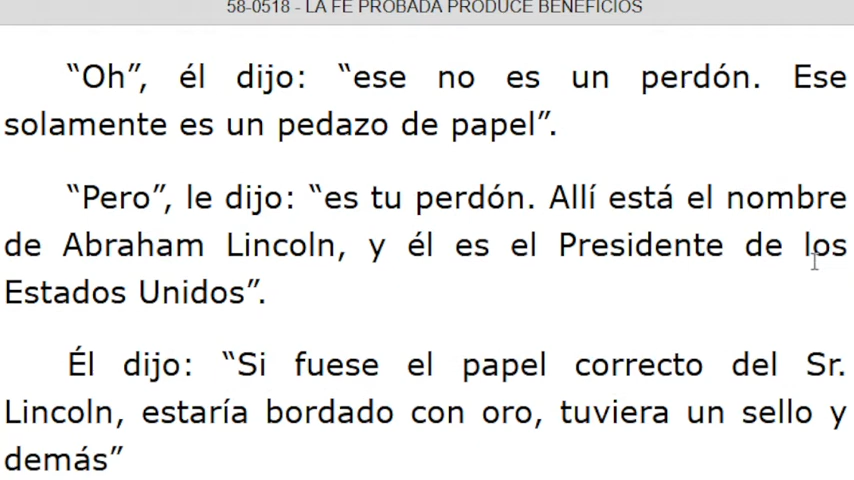 58-0518 - LA FE PROBADA PRODUCE BENEFICIOS
“Oh”, él dijo: “ese no es un perdón. Ese
solamente es un pedazo de papel”.
“Pero”, le dijo: “es tu perdón. Allí está el nombre
de Abraham Lincoln, y él es el Presidente de los
Estados Unidos”.
Él dijo: “Si fuese el papel correcto del Sr.
Lincoln, estaría bordado con oro, tuviera un sello y
demás”